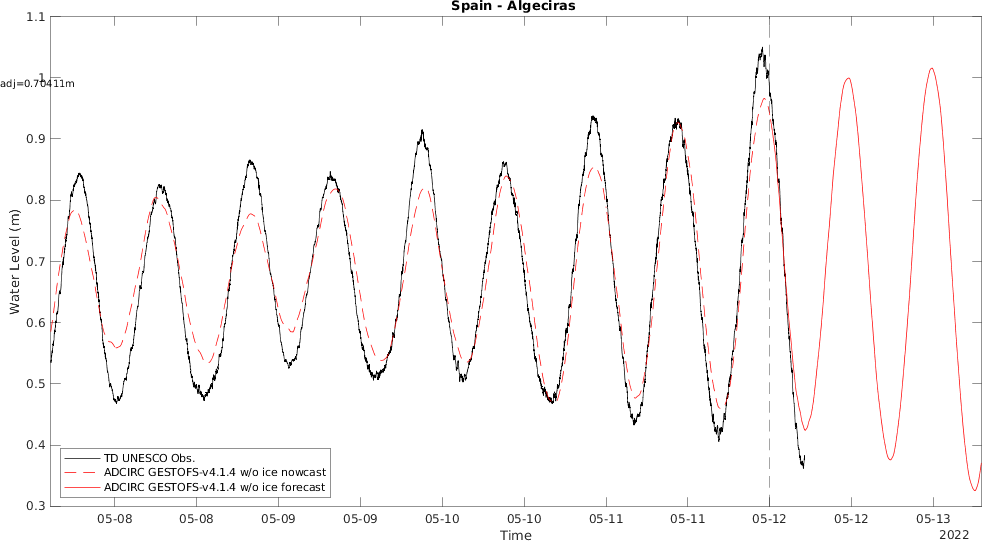 Spain - Algeciras
1.1
1
adj=0.70411m
0.9
0.8
0.7
0.6
0.5
0.4
0.3
Water Level (m)
TD UNESCO Obs.
ADCIRC GESTOFS-v4.1.4 w/o ice nowcast
ADCIRC GESTOFS-v4.1.4 w/o ice forecast
05-08 05-08 05-09 05-09 05-10 05-10 05-11 05-11 05-12 05-12 05-13
Time
2022